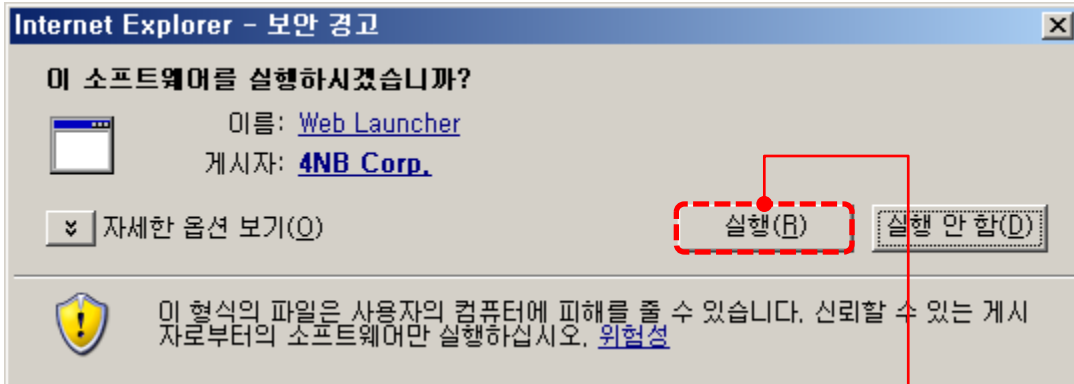 Internet Explorer - 보안 경고
이 소프트웨어를 실행하시겠습니까?
이름: Web Launcher
게시자: 4NB Corp.
자세한 옵션 보기(O)
실행(R)
실행 안 함(D)
이 형식의 파일은 사용자의 컴퓨터에 피해를 줄 수 있습니다. 신뢰할 수 있는 게시
자로부터의 소프트웨어만 실행하십시오. 위험성